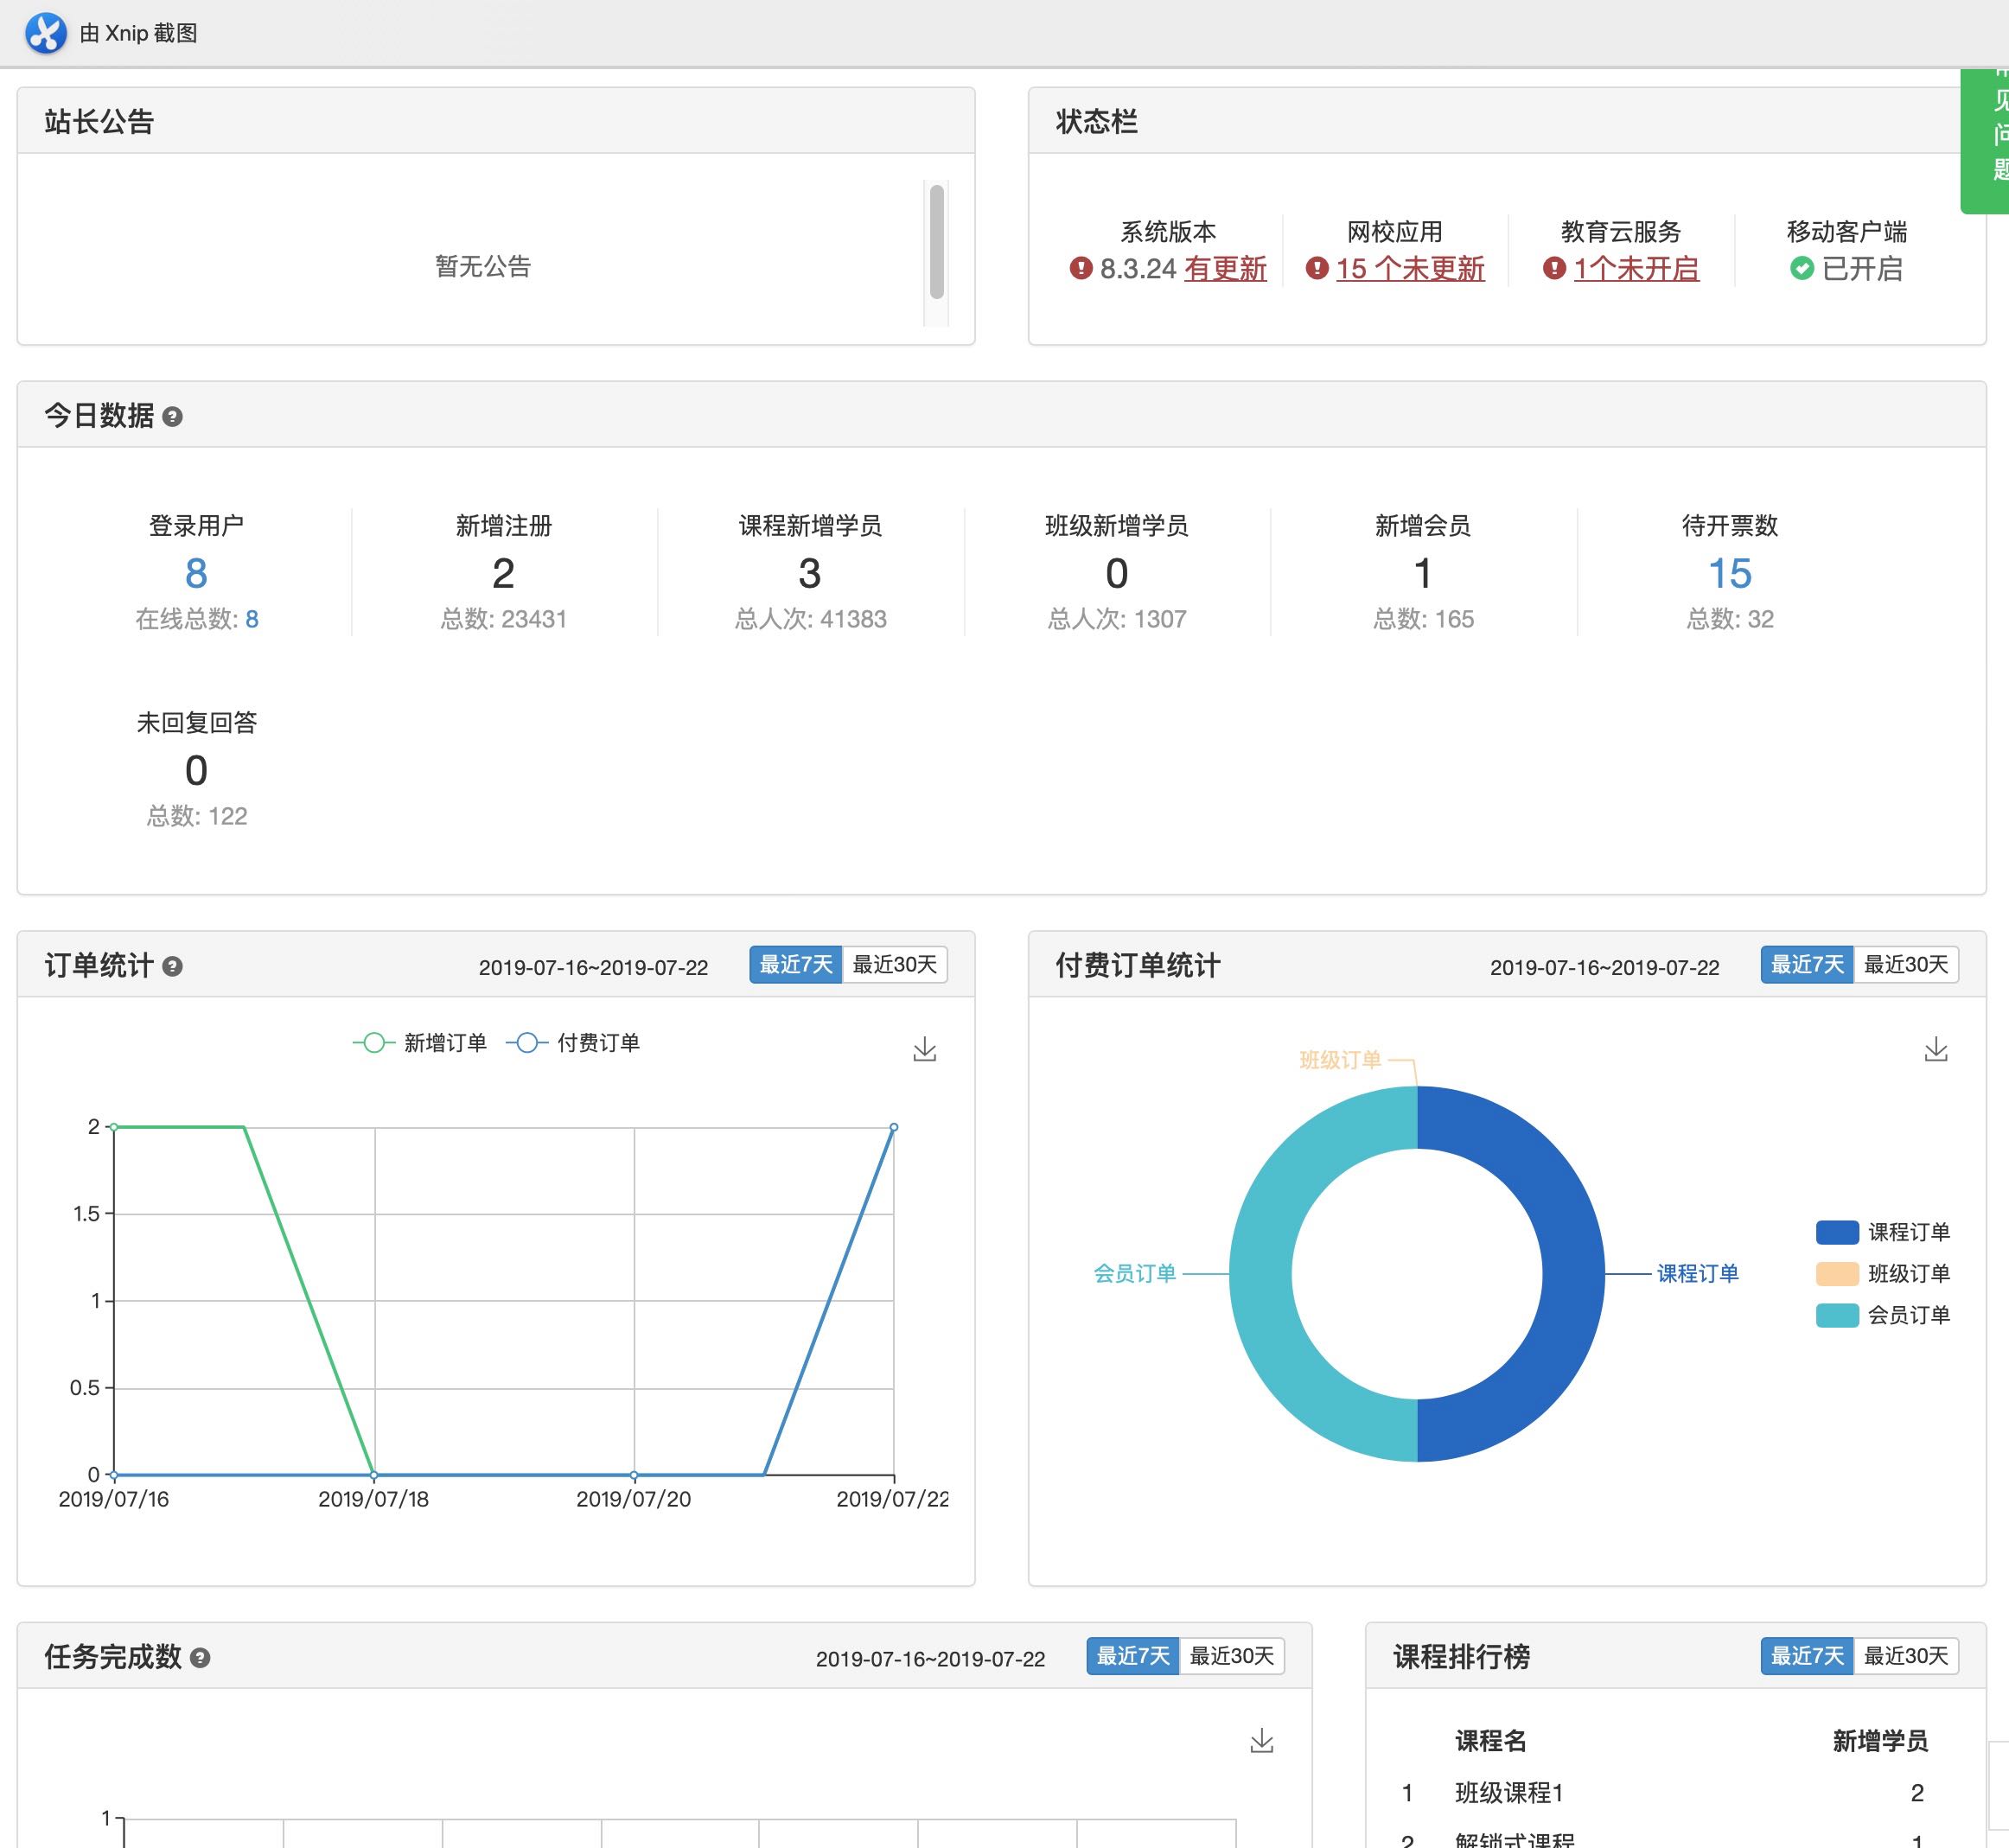 由 Xnip 截图
站长公告
状态栏
见
问
题
暂无公告
系统版本
8.3.24 有更新
网校应用
15 个未更新
教育云服务
1个未开启
移动客户端
已开启
今日数据
登录用户
8
在线总数: 8
新增注册
2
总数: 23431
课程新增学员
3
总人次: 41383
班级新增学员
0
总人次: 1307
新增会员
1
总数: 165
待开票数
15
总数: 32
未回复回答
0
总数: 122
订单统计 2019-07-16~2019-07-22 最近7天 最近30天
新增订单 付费订单
2
1.5
1
0.5
0
2019/07/16 2019/07/18 2019/07/20 2019/07/22
付费订单统计 2019-07-16~2019-07-22 最近7天 最近30天
班级订单
会员订单
课程订单
课程订单
班级订单
会员订单
任务完成数 2019-07-16~2019-07-22 最近7天 最近30天
1
课程排行榜 最近7天 最近30天
课程名 新增学员
1 班级课程1 2
2 解锁式课程 1